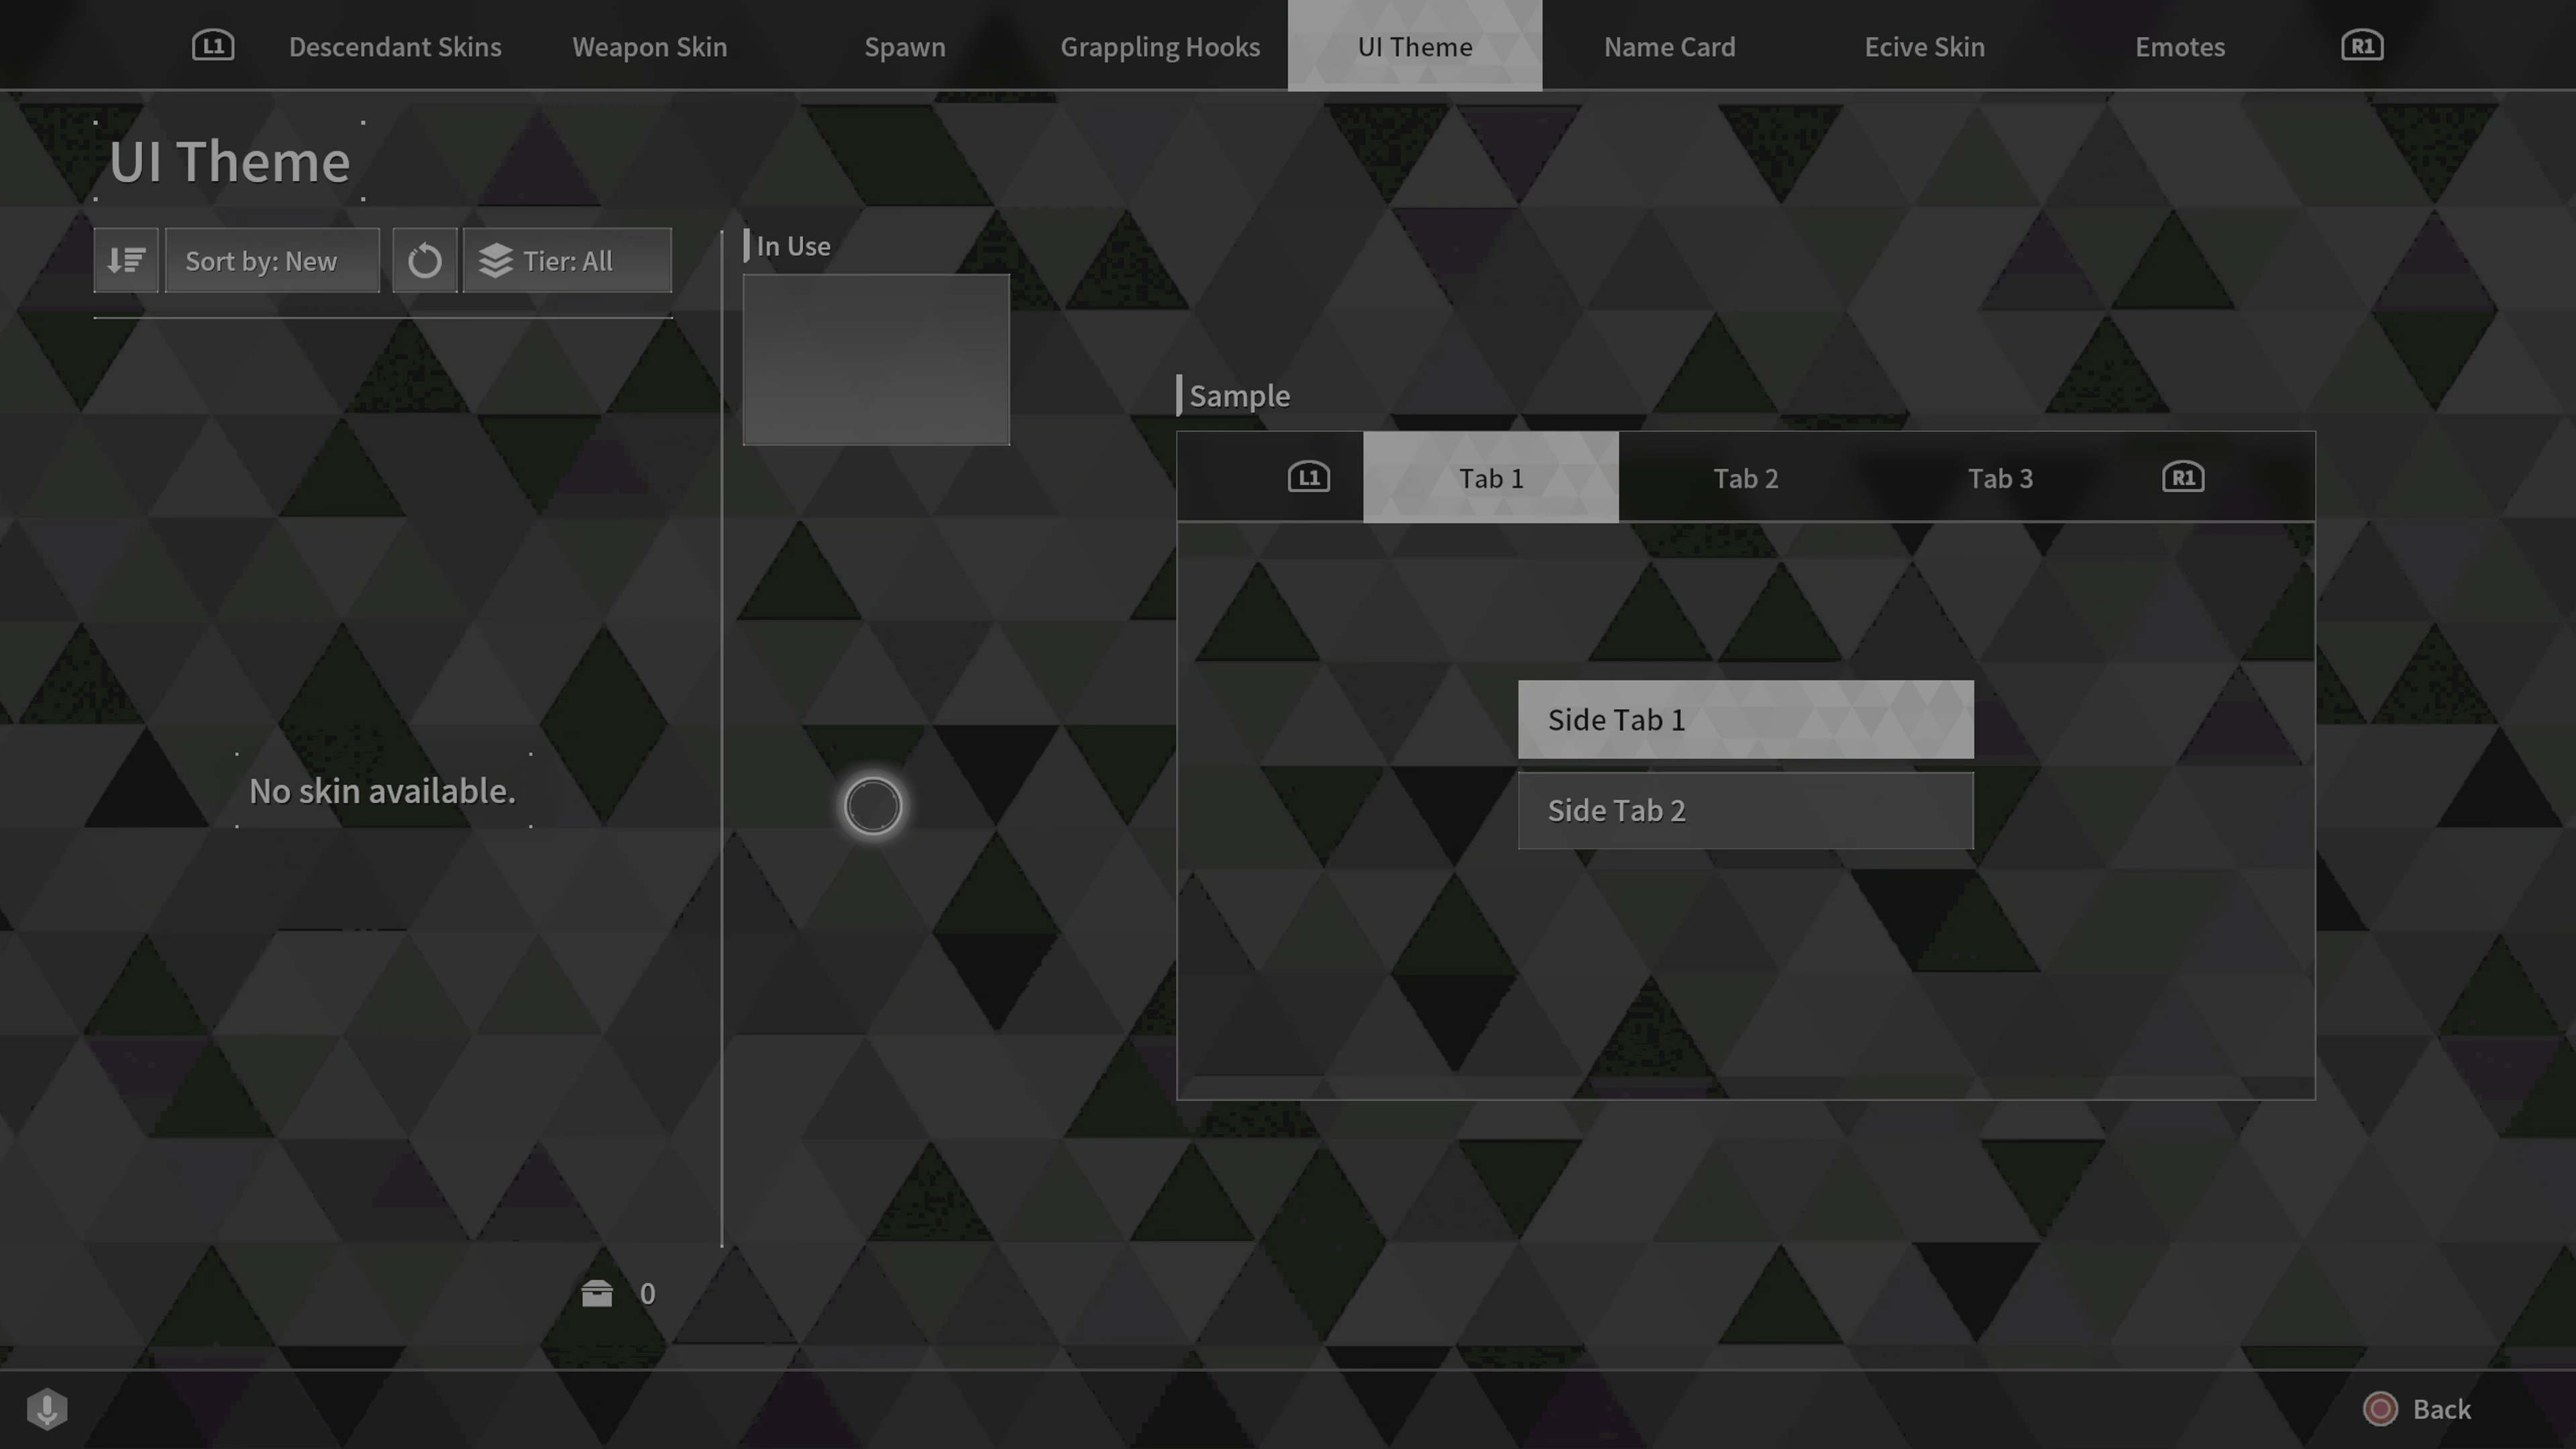 L1 Descendant Skins Weapon Skin Spawn Grappling Hooks UI Theme Name Card Ecive Skin Emotes R1
UI Theme
Sort by: New Tier: All
In Use
Sample
L1 Tab 1 Tab 2 Tab 3 R1
Side Tab 1
Side Tab 2
No skin available.
0
Back